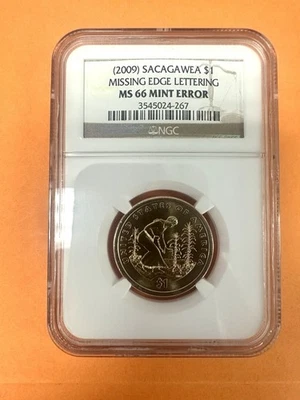 (2009) SACAGAWEA $1
MISSING EDGE LETTERING
MS 66 MINT ERROR
3545024-267
NGC
UNITED STATES OF AMERICA
$1